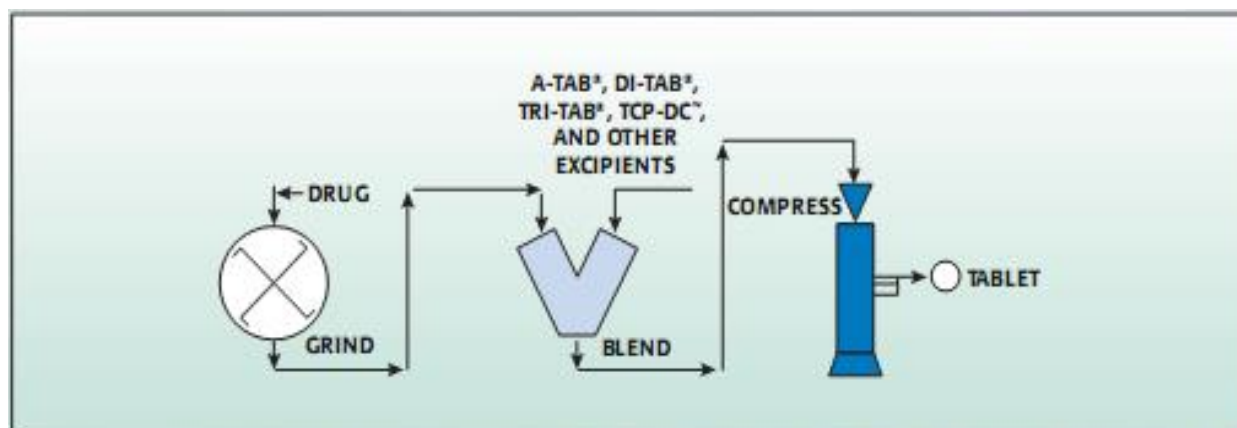 A-TAB®, DI-TAB®,
TRI-TAB®, TCP-DC™,
AND OTHER
EXCIPIENTS
DRUG
COMPRESS
TABLET
GRIND
BLEND